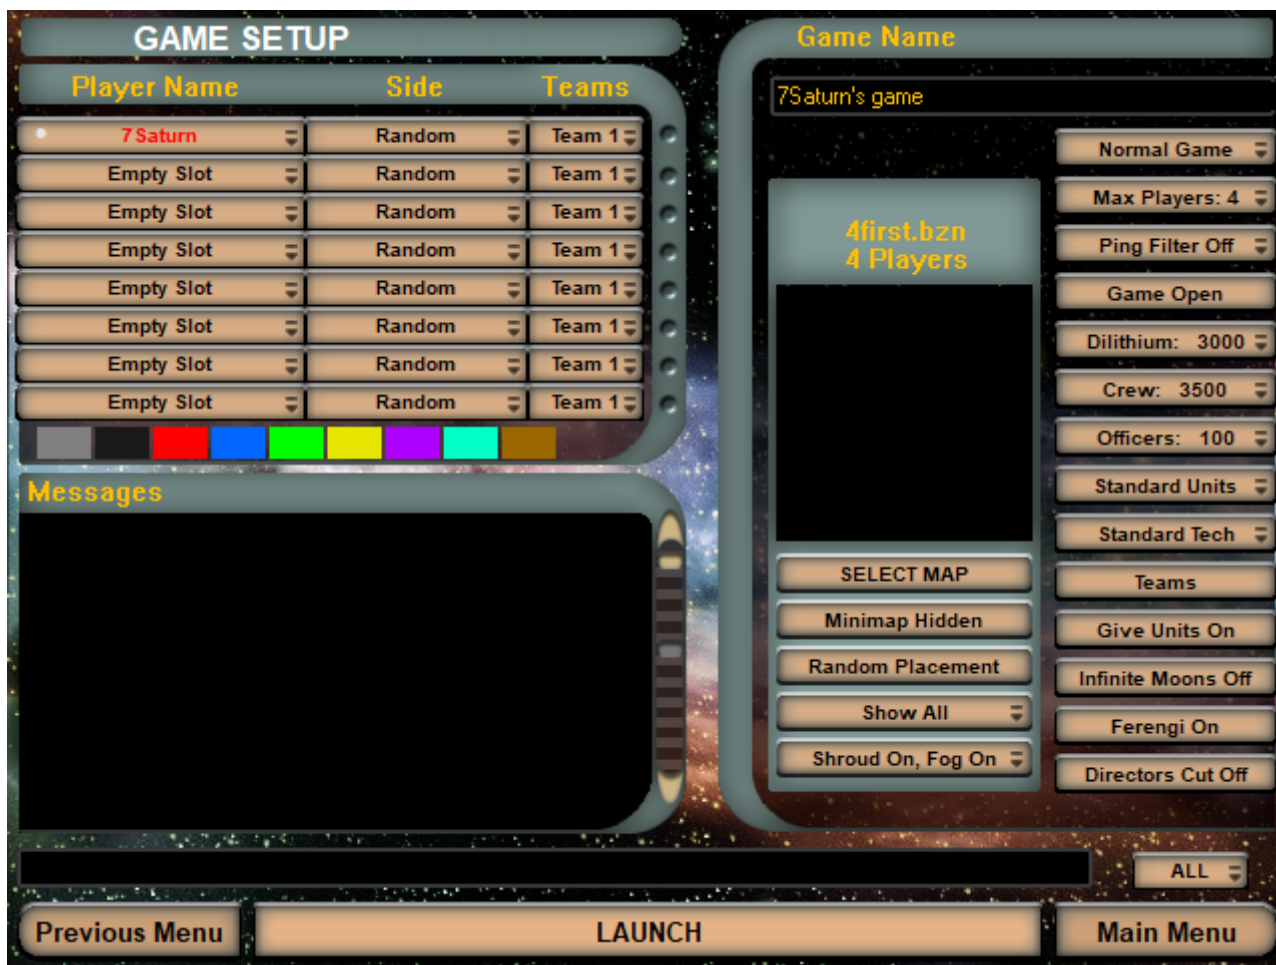 GAME SETUP
Player Name Side Teams
7Saturn Random Team 1
Empty Slot Random Team 1
Empty Slot Random Team 1
Empty Slot Random Team 1
Empty Slot Random Team 1
Empty Slot Random Team 1
Empty Slot Random Team 1
Empty Slot Random Team 1
Messages
Game Name
7Saturn's game
4first.bzn
4 Players
SELECT MAP
Minimap Hidden
Random Placement
Show All
Shroud On, Fog On
Normal Game
Max Players: 4
Ping Filter Off
Game Open
Dilithium: 3000
Crew: 3500
Officers: 100
Standard Units
Standard Tech
Teams
Give Units On
Infinite Moons Off
Ferengi On
Directors Cut Off
ALL
Previous Menu
LAUNCH
Main Menu